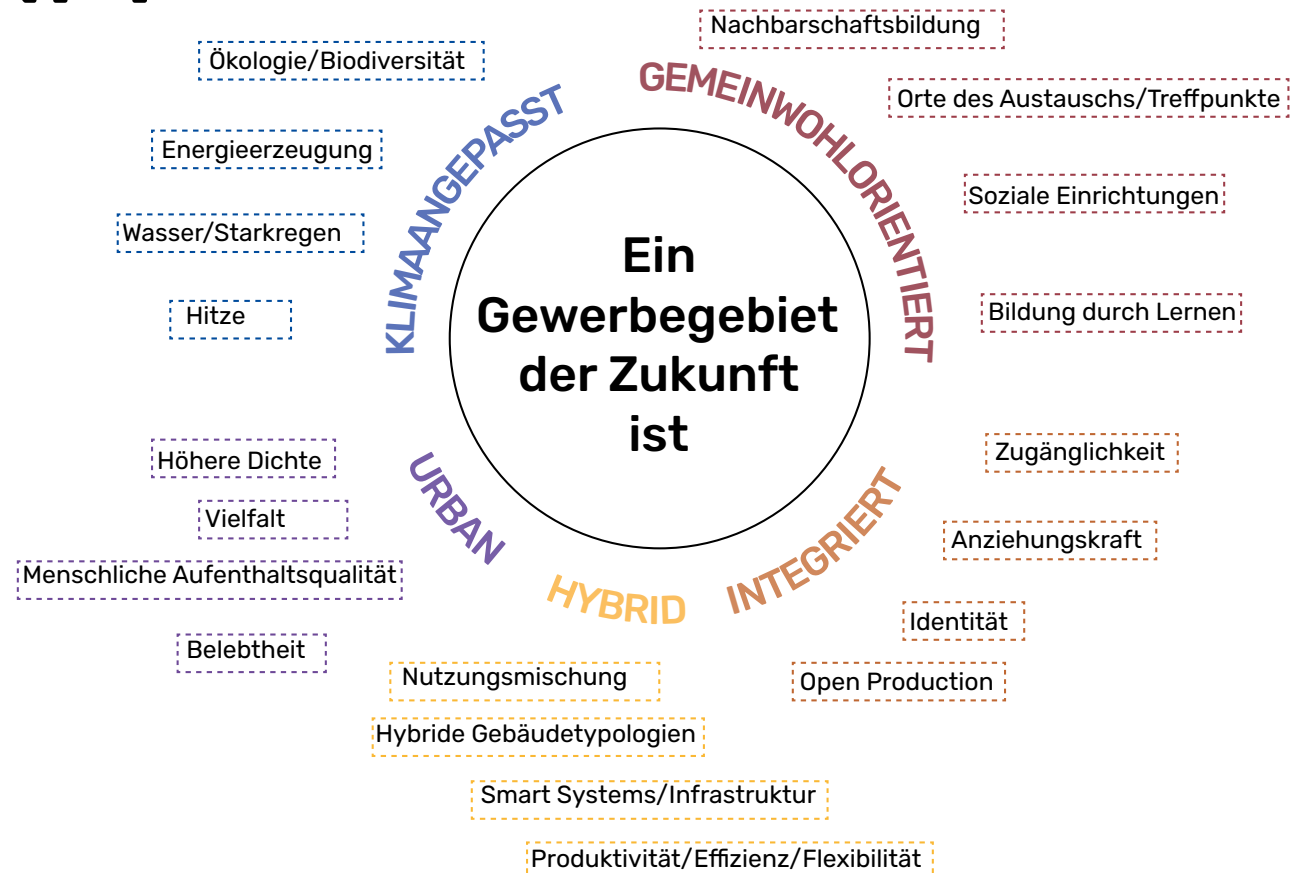 Nachbarschaftsbildung
Ökologie/Biodiversität
GEMEINWOHLORIENTIERT
Orte des Austauschs/Treffpunkte
KLIMAANGEPASST
Energieerzeugung
Soziale Einrichtungen
Wasser/Starkregen
Hitze
Bildung durch Lernen
Ein
Gewerbegebiet
der Zukunft
ist
Höhere Dichte
Zugänglichkeit
URBAN
INTEGRIERT
Vielfalt
Anziehungskraft
Menschliche Aufenthaltsqualität
HYBRID
Identität
Belebtheit
Nutzungsmischung
Open Production
Hybride Gebäudetypologien
Smart Systems/Infrastruktur
Produktivität/Effizienz/Flexibilität